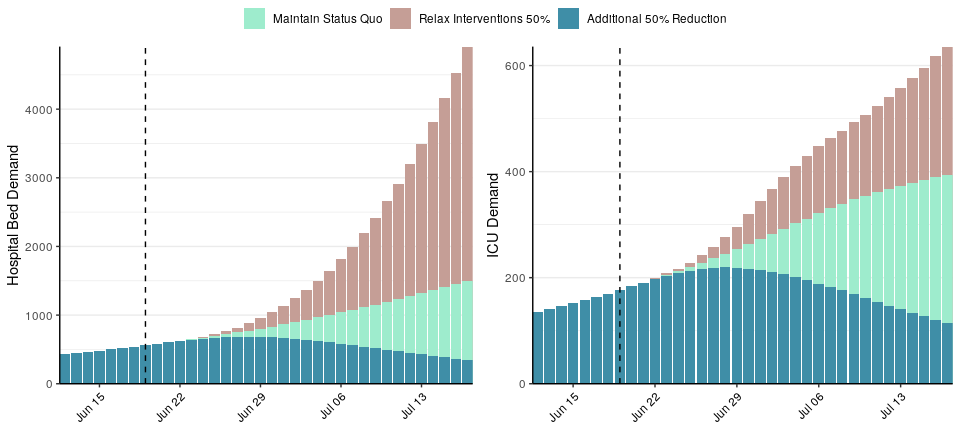 Maintain Status Quo Relax Interventions 50% Additional 50% Reduction
Hospital Bed Demand
4000
3000
2000
1000
0
Jun 15 Jun 22 Jun 29 Jul 06 Jul 13
ICU Demand
600
400
200
0
Jun 15 Jun 22 Jun 29 Jul 06 Jul 13